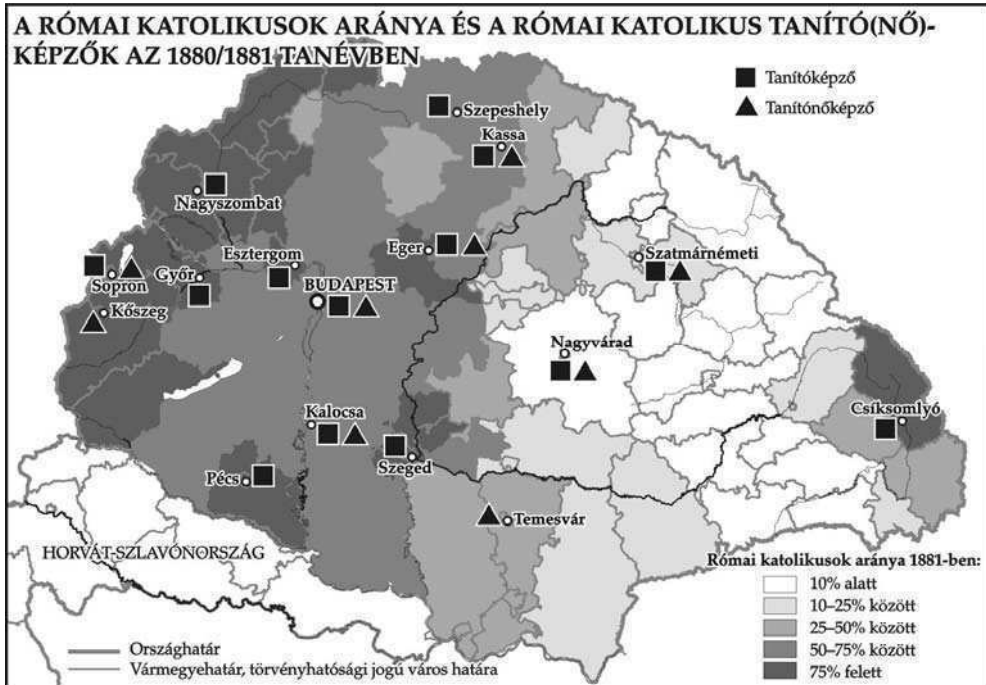 A RÓMAI KATOLIKUSOK ARÁNYA ÉS A RÓMAI KATOLIKUS TANÍTÓ(NŐ)-
KÉPZŐK AZ 1880/1881 TANÉVBEN
Tanítóképző
Tanítónőképző
Szepeshely
Kassa
Nagyszombat
Eger
Esztergom
Szatmárnémeti
Sopron
Győr
BUDAPEST
Kőszeg
Nagyvárad
Kalocsa
Csíksomlyó
Szeged
Pécs
Temesvár
HORVÁT-SZLAVÓNORSZÁG
Római katolikusok aránya 1881-ben:
10% alatt
10–25% között
25–50% között
50–75% között
75% felett
Országhatár
Vármegyehatár, törvényhatósági jogú város határa